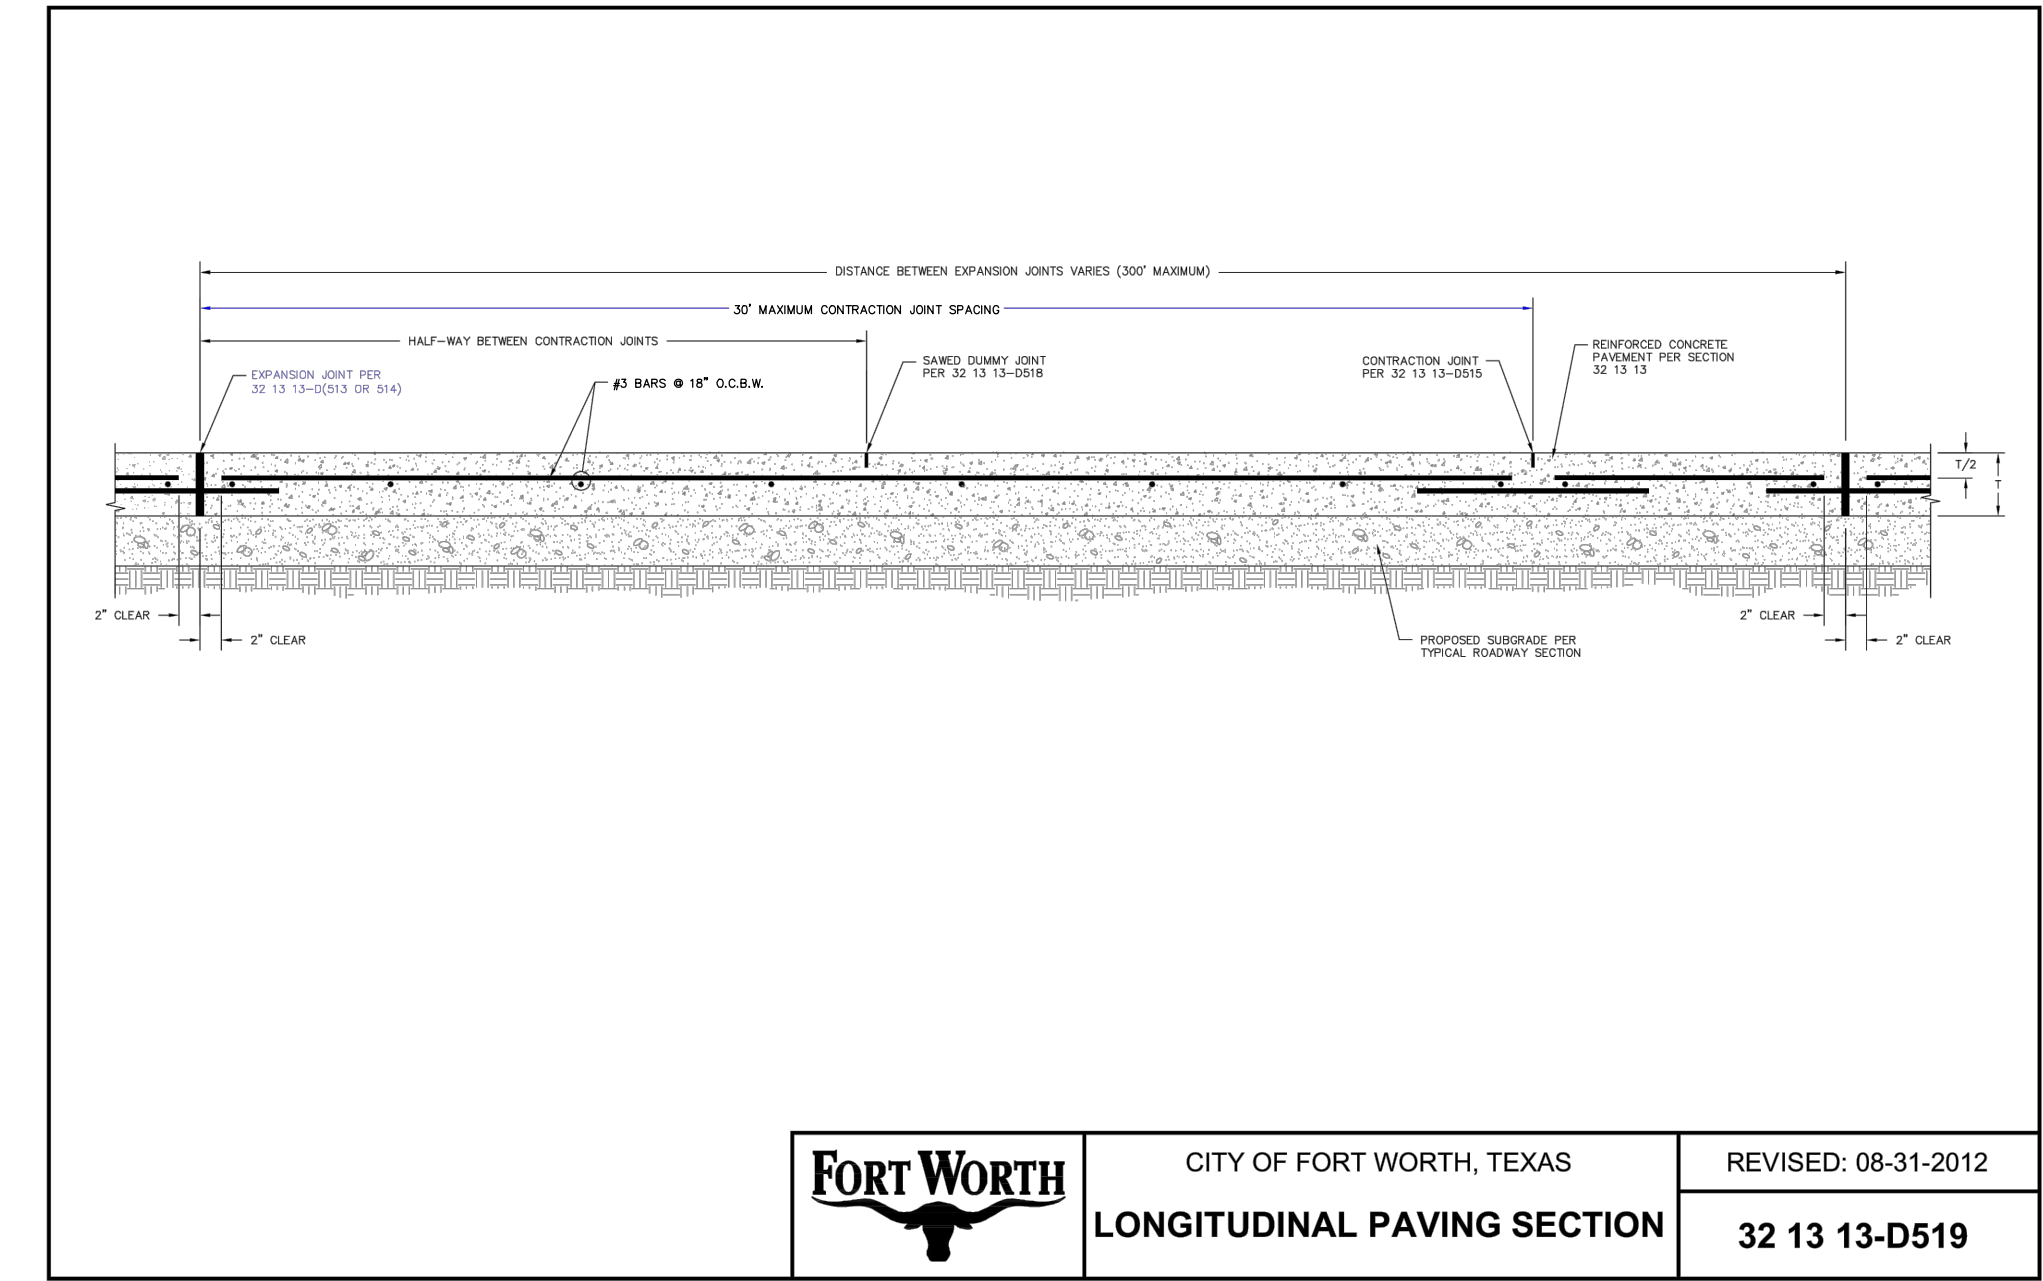 DISTANCE BETWEEN EXPANSION JOINTS VARIES (300' MAXIMUM)
30' MAXIMUM CONTRACTION JOINT SPACING
HALF-WAY BETWEEN CONTRACTION JOINTS
EXPANSION JOINT PER
32 13 13-D(513 OR 514)
#3 BARS @ 18" O.C.B.W.
SAWED DUMMY JOINT
PER 32 13 13-D518
CONTRACTION JOINT
PER 32 13 13-D515
REINFORCED CONCRETE
PAVEMENT PER SECTION
32 13 13
T/2
T
2" CLEAR
2" CLEAR
2" CLEAR
2" CLEAR
PROPOSED SUBGRADE PER
TYPICAL ROADWAY SECTION
FORT WORTH
CITY OF FORT WORTH, TEXAS
LONGITUDINAL PAVING SECTION
REVISED: 08-31-2012
32 13 13-D519